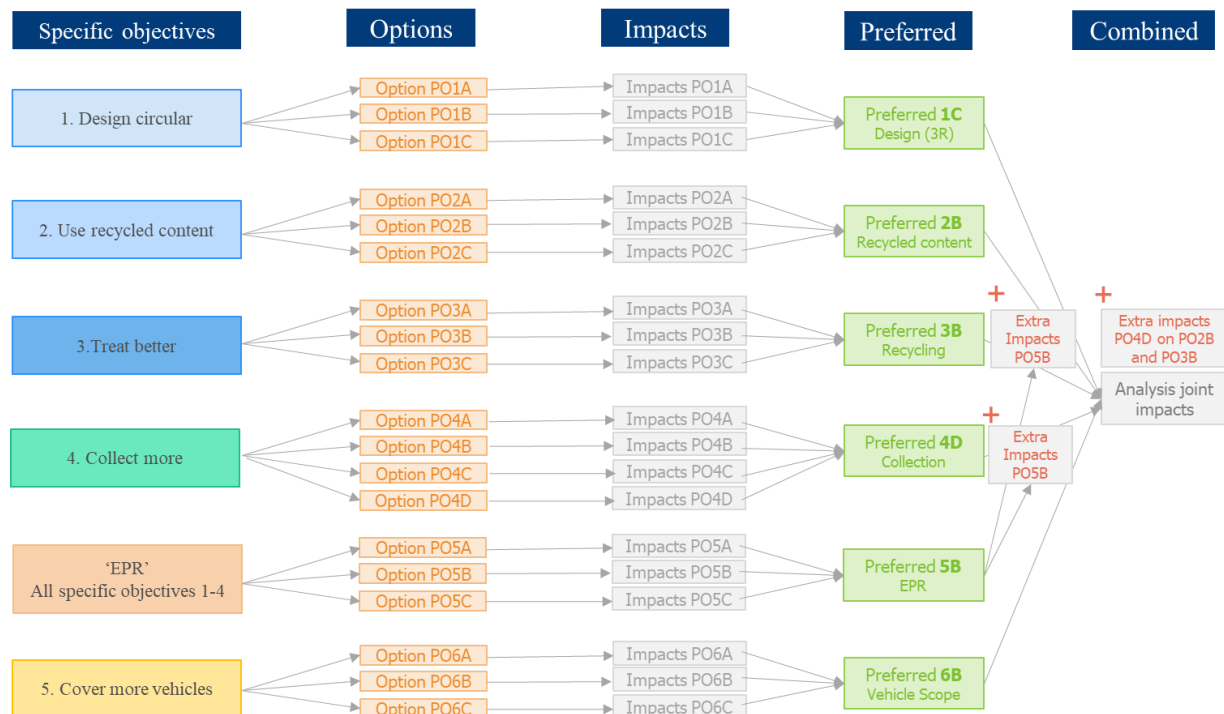 Specific objectives
Options
Impacts
Preferred
Combined
1. Design circular
Option PO1A
Option PO1B
Option PO1C
Impacts PO1A
Impacts PO1B
Impacts PO1C
Preferred 1C
Design (3R)
2. Use recycled content
Option PO2A
Option PO2B
Option PO2C
Impacts PO2A
Impacts PO2B
Impacts PO2C
Preferred 2B
Recycled content
3.Treat better
Option PO3A
Option PO3B
Option PO3C
Impacts PO3A
Impacts PO3B
Impacts PO3C
Preferred 3B
Recycling
+
Extra
Impacts
PO5B
+
Extra impacts
PO4D on PO2B
and PO3B
Analysis joint
impacts
4. Collect more
Option PO4A
Option PO4B
Option PO4C
Option PO4D
Impacts PO4A
Impacts PO4B
Impacts PO4C
Impacts PO4D
Preferred 4D
Collection
+
Extra
Impacts
PO5B
‘EPR’
All specific objectives 1-4
Option PO5A
Option PO5B
Option PO5C
Impacts PO5A
Impacts PO5B
Impacts PO5C
Preferred 5B
EPR
5. Cover more vehicles
Option PO6A
Option PO6B
Option PO6C
Impacts PO6A
Impacts PO6B
Impacts PO6C
Preferred 6B
Vehicle Scope